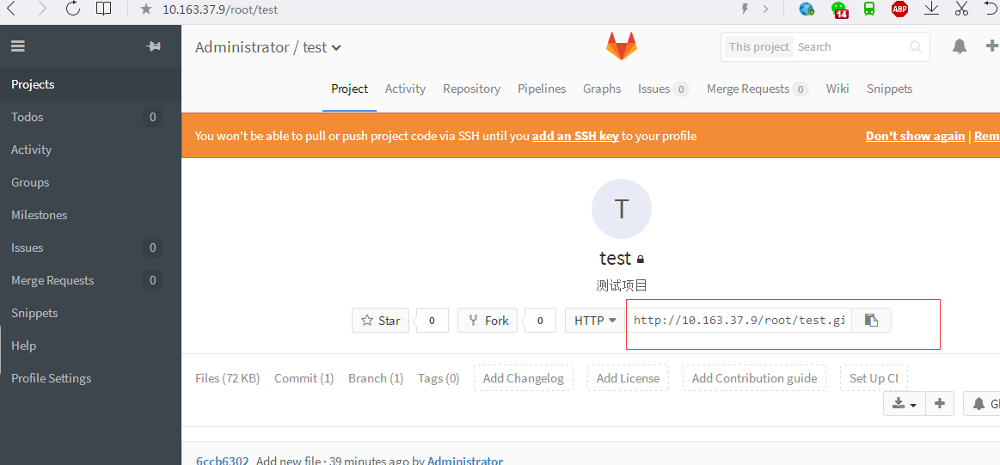 10.163.37.9/root/test
14
ABP
Administrator / test
This project Search
Projects
Todos 0
Activity
Groups
Milestones
Issues 0
Merge Requests 0
Snippets
Help
Profile Settings
Project Activity Repository Pipelines Graphs Issues 0 Merge Requests 0 Wiki Snippets
You won't be able to pull or push project code via SSH until you add an SSH key to your profile Don't show again | Rem
T
test
测试项目
Star 0 Fork 0 HTTP http://10.163.37.9/root/test.gi
Files (72 KB) Commit (1) Branch (1) Tags (0) Add Changelog Add License Add Contribution guide Set Up CI
Gl
6ccb6302 Add new file · 39 minutes ago by Administrator